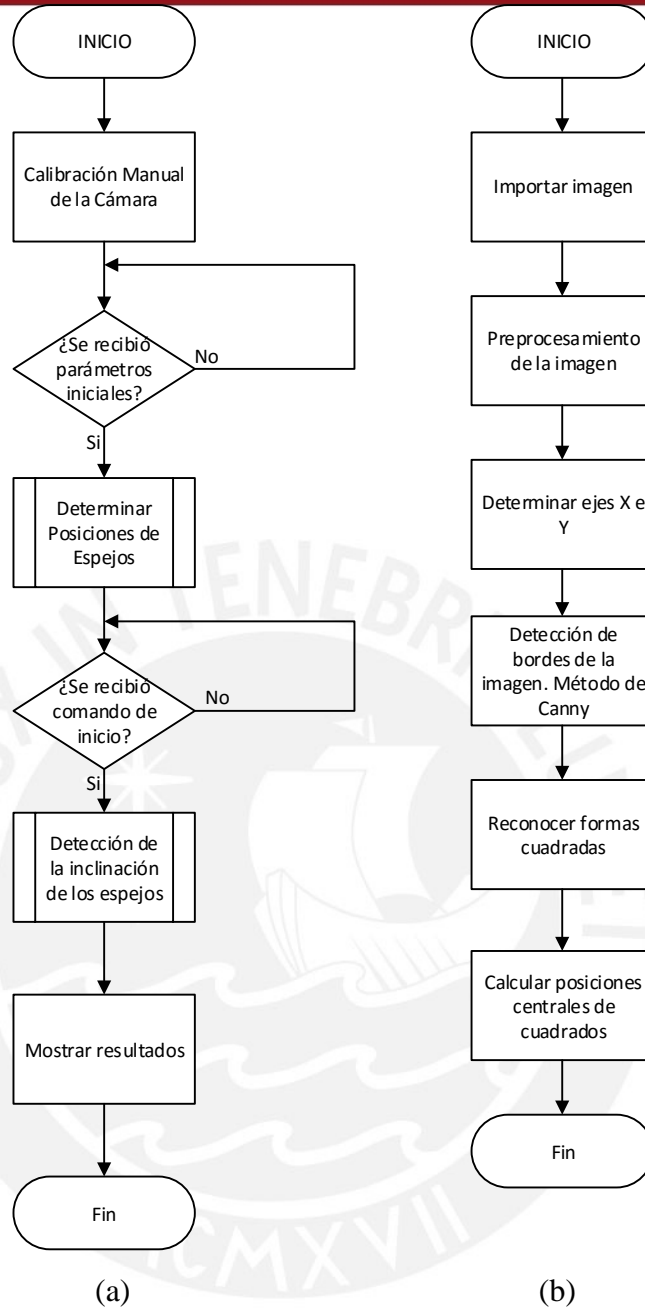 INICIO
Calibración Manual
de la Cámara
¿Se recibió
parámetros
iniciales?
No
Si
Determinar
Posiciones de
Espejos
¿Se recibió
comando de
inicio?
No
Si
Detección de
la inclinación
de los espejos
Mostrar resultados
Fin
(a)
INICIO
Importar imagen
Preprocesamiento
de la imagen
Determinar ejes X e
Y
Detección de
bordes de la
imagen. Método de
Canny
Reconocer formas
cuadradas
Calcular posiciones
centrales de
cuadrados
Fin
(b)
IN TENEBRIS
MCMXVII